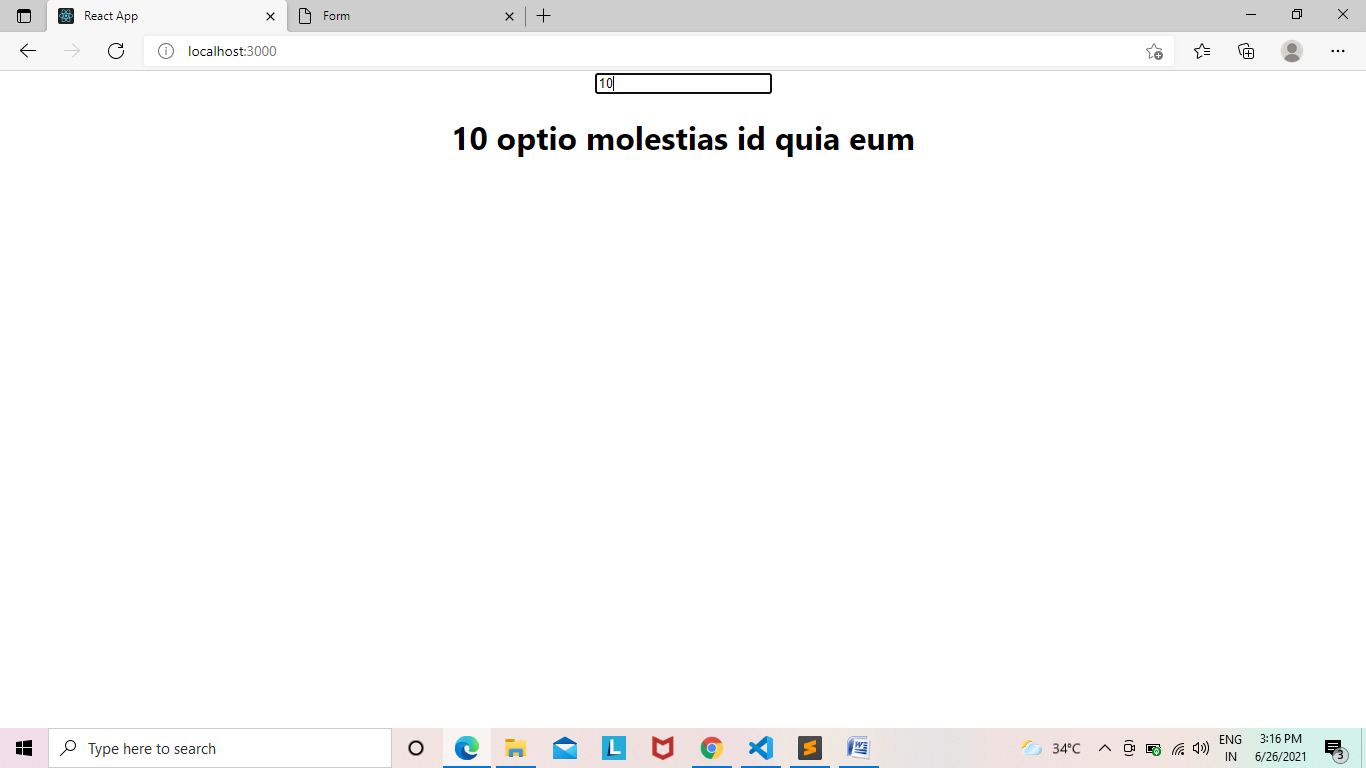 React App
Form
localhost:3000
10
10 optio molestias id quia eum
Type here to search
L
W
34°C
ENG
IN
3:16 PM
6/26/2021
3